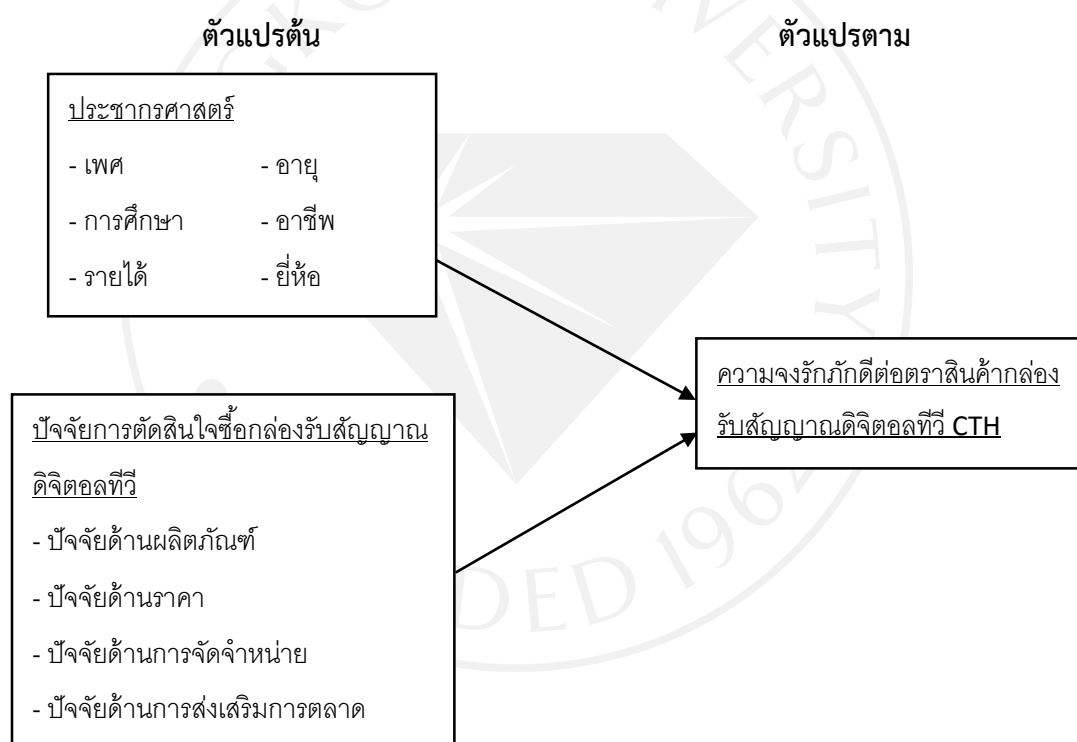 ตัวแปรต้น
ตัวแปรตาม
ประชากรศาสตร์
- เพศ - อายุ
- การศึกษา - อาชีพ
- รายได้ - ยี่ห้อ
ความจงรักภักดีต่อตราสินค้ากล่อง
รับสัญญาณดิจิตอลทีวี CTH
ปัจจัยการตัดสินใจซื้อกล่องรับสัญญาณ
ดิจิตอลทีวี
- ปัจจัยด้านผลิตภัณฑ์
- ปัจจัยด้านราคา
- ปัจจัยด้านการจัดจำหน่าย
- ปัจจัยด้านการส่งเสริมการตลาด